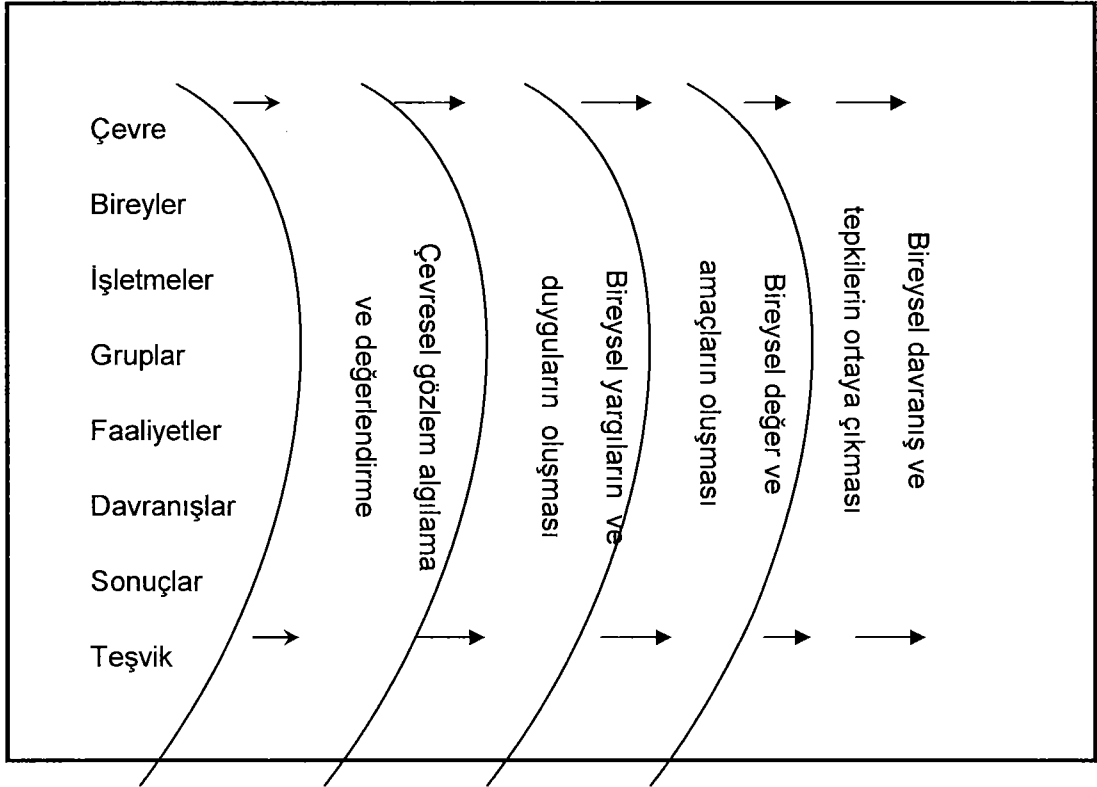 Çevre
Bireyler
İşletmeler
Gruplar
Faaliyetler
Davranışlar
Sonuçlar
Teşvik
Çevresel gözlem algılama
ve değerlendirme
Bireysel yargıların ve
duyguların oluşması
Bireysel değer ve
amaçların oluşması
Bireysel davranış ve
tepkilerin ortaya çıkması